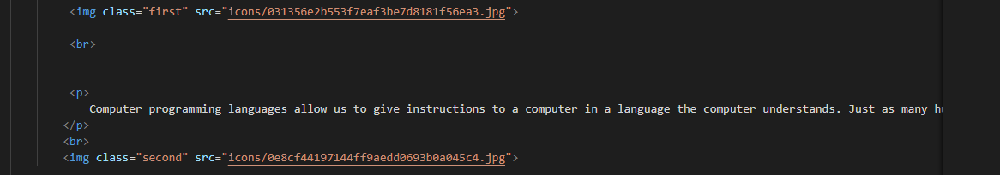 <img class="first" src="icons/031356e2b553f7eaf3be7d8181f56ea3.jpg">
<br>
<p>
Computer programming languages allow us to give instructions to a computer in a language the computer understands. Just as many
</p>
<br>
<img class="second" src="icons/0e8cf44197144ff9aedd0693b0a045c4.jpg">